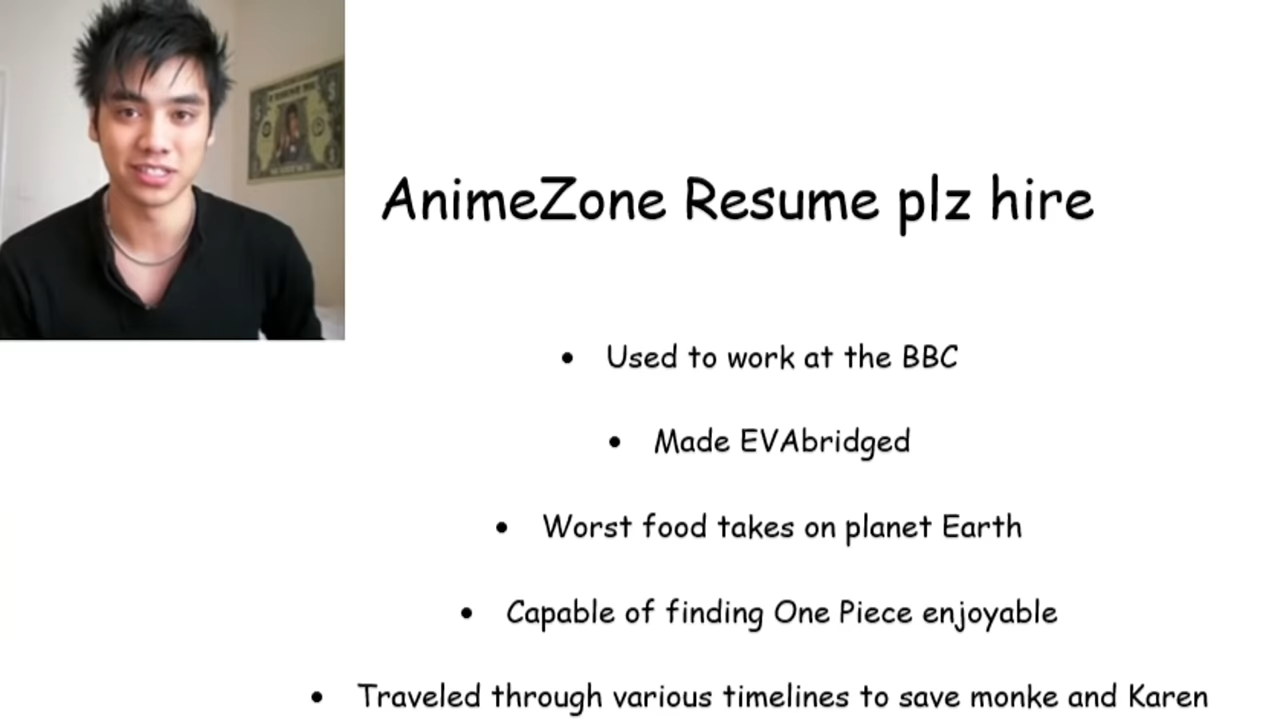 AnimeZone Resume plz hire
• Used to work at the BBC
• Made EVAbridged
• Worst food takes on planet Earth
• Capable of finding One Piece enjoyable
• Traveled through various timelines to save monke and Karen